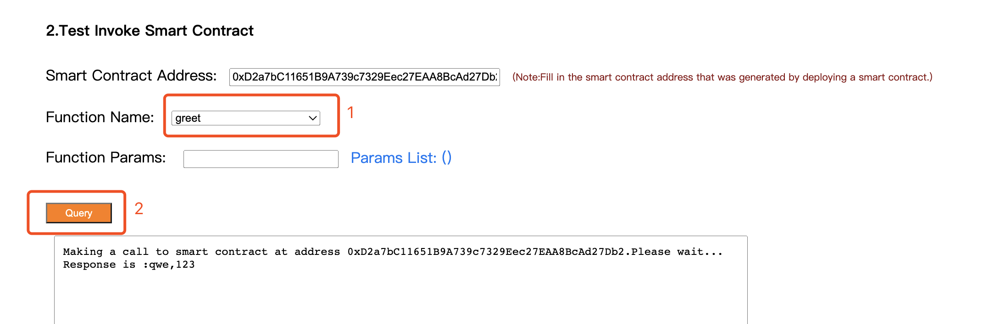 2.Test Invoke Smart Contract
Smart Contract Address: 0xD2a7bC11651B9A739c7329Eec27EAA8BcAd27Db2 (Note:Fill in the smart contract address that was generated by deploying a smart contract.)
Function Name: greet 1
Function Params: Params List: ()
Query 2
Making a call to smart contract at address 0xD2a7bC11651B9A739c7329Eec27EAA8BcAd27Db2.Please wait...
Response is :qwe,123